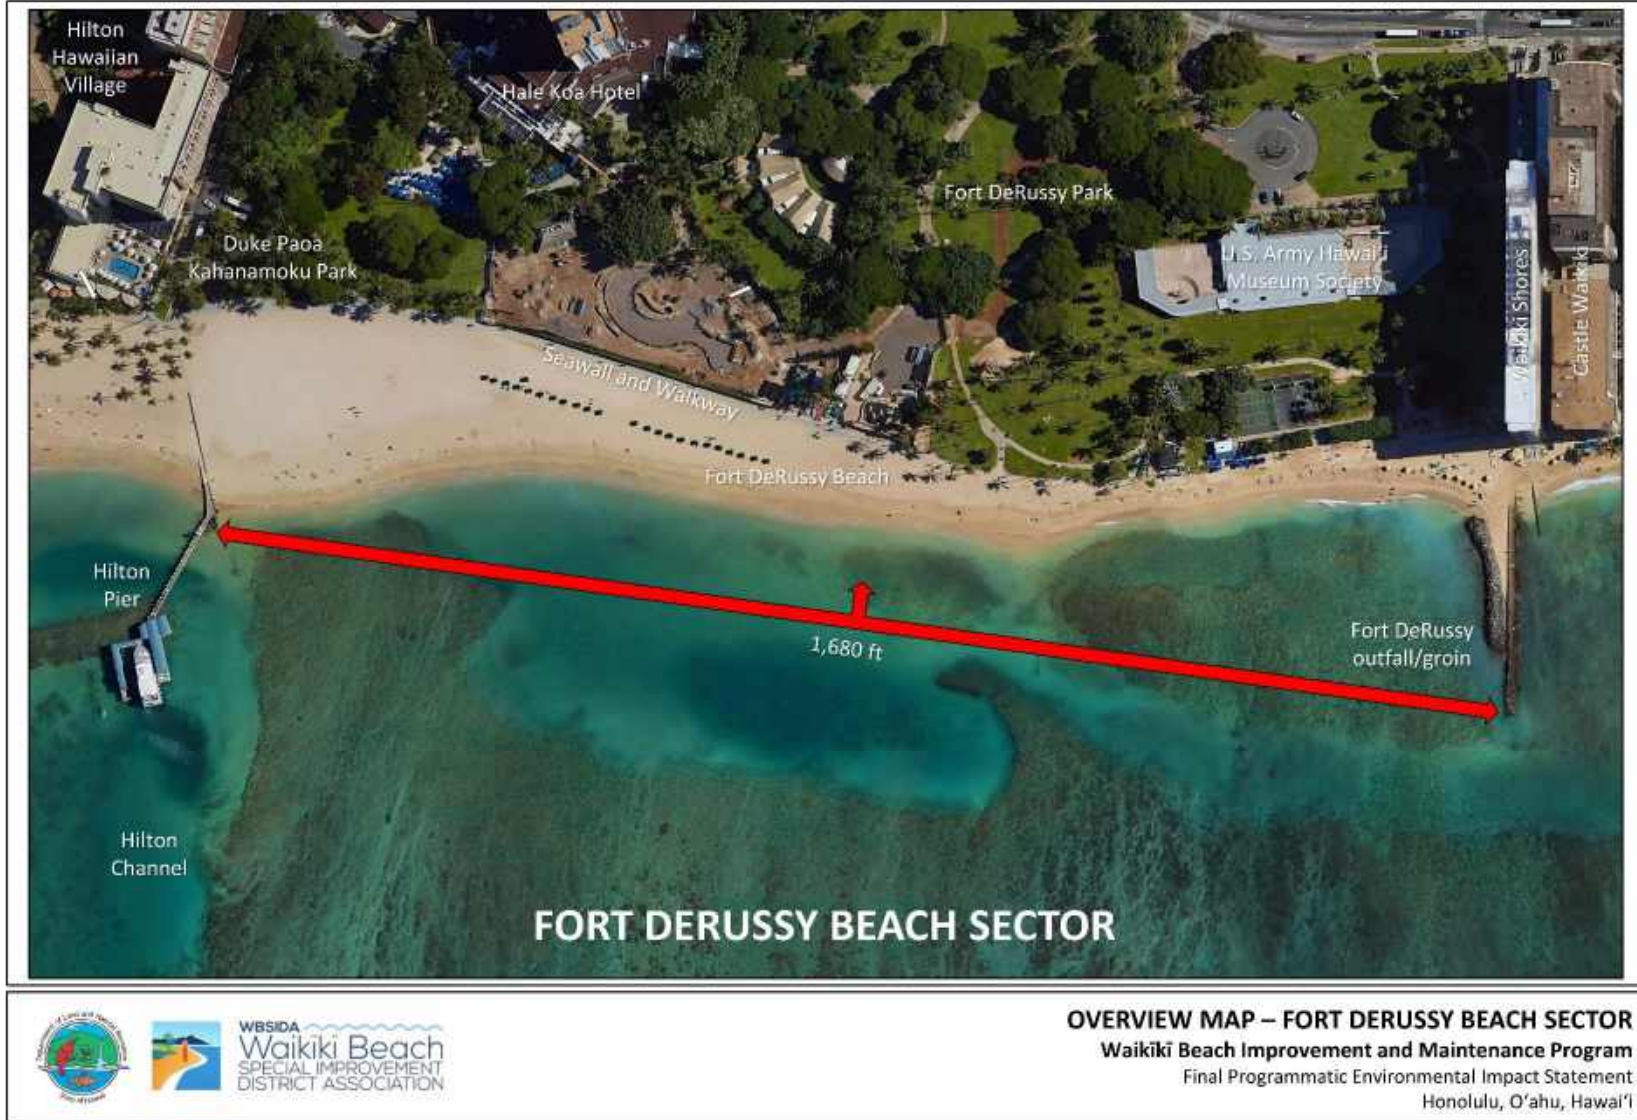 Hilton
Hawaiian
Village
Hale Koa Hotel
Fort DeRussy Park
Duke Paoa
Kahanamoku Park
U.S. Army Hawai'i
Museum Society
Waikiki Shores
Castle Waikiki
Seawall and Walkway
Fort DeRussy Beach
Hilton
Pier
1,680 ft
Fort DeRussy
outfall/groin
Hilton
Channel
FORT DERUSSY BEACH SECTOR
WBSIDA
Waikīkī Beach
SPECIAL IMPROVEMENT
DISTRICT ASSOCIATION
OVERVIEW MAP – FORT DERUSSY BEACH SECTOR
Waikīkī Beach Improvement and Maintenance Program
Final Programmatic Environmental Impact Statement
Honolulu, O'ahu, Hawai'i